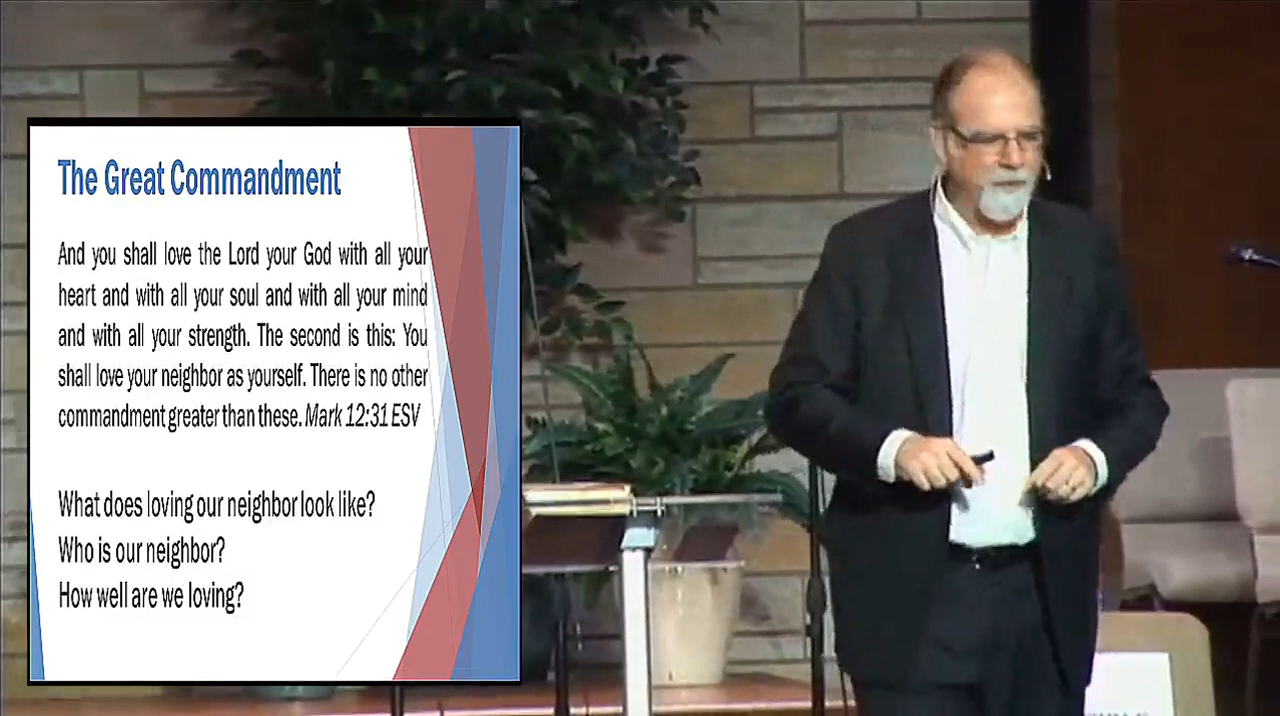 The Great Commandment
And you shall love the Lord your God with all your
heart and with all your soul and with all your mind
and with all your strength. The second is this: You
shall love your neighbor as yourself. There is no other
commandment greater than these. Mark 12:31 ESV
What does loving our neighbor look like?
Who is our neighbor?
How well are we loving?